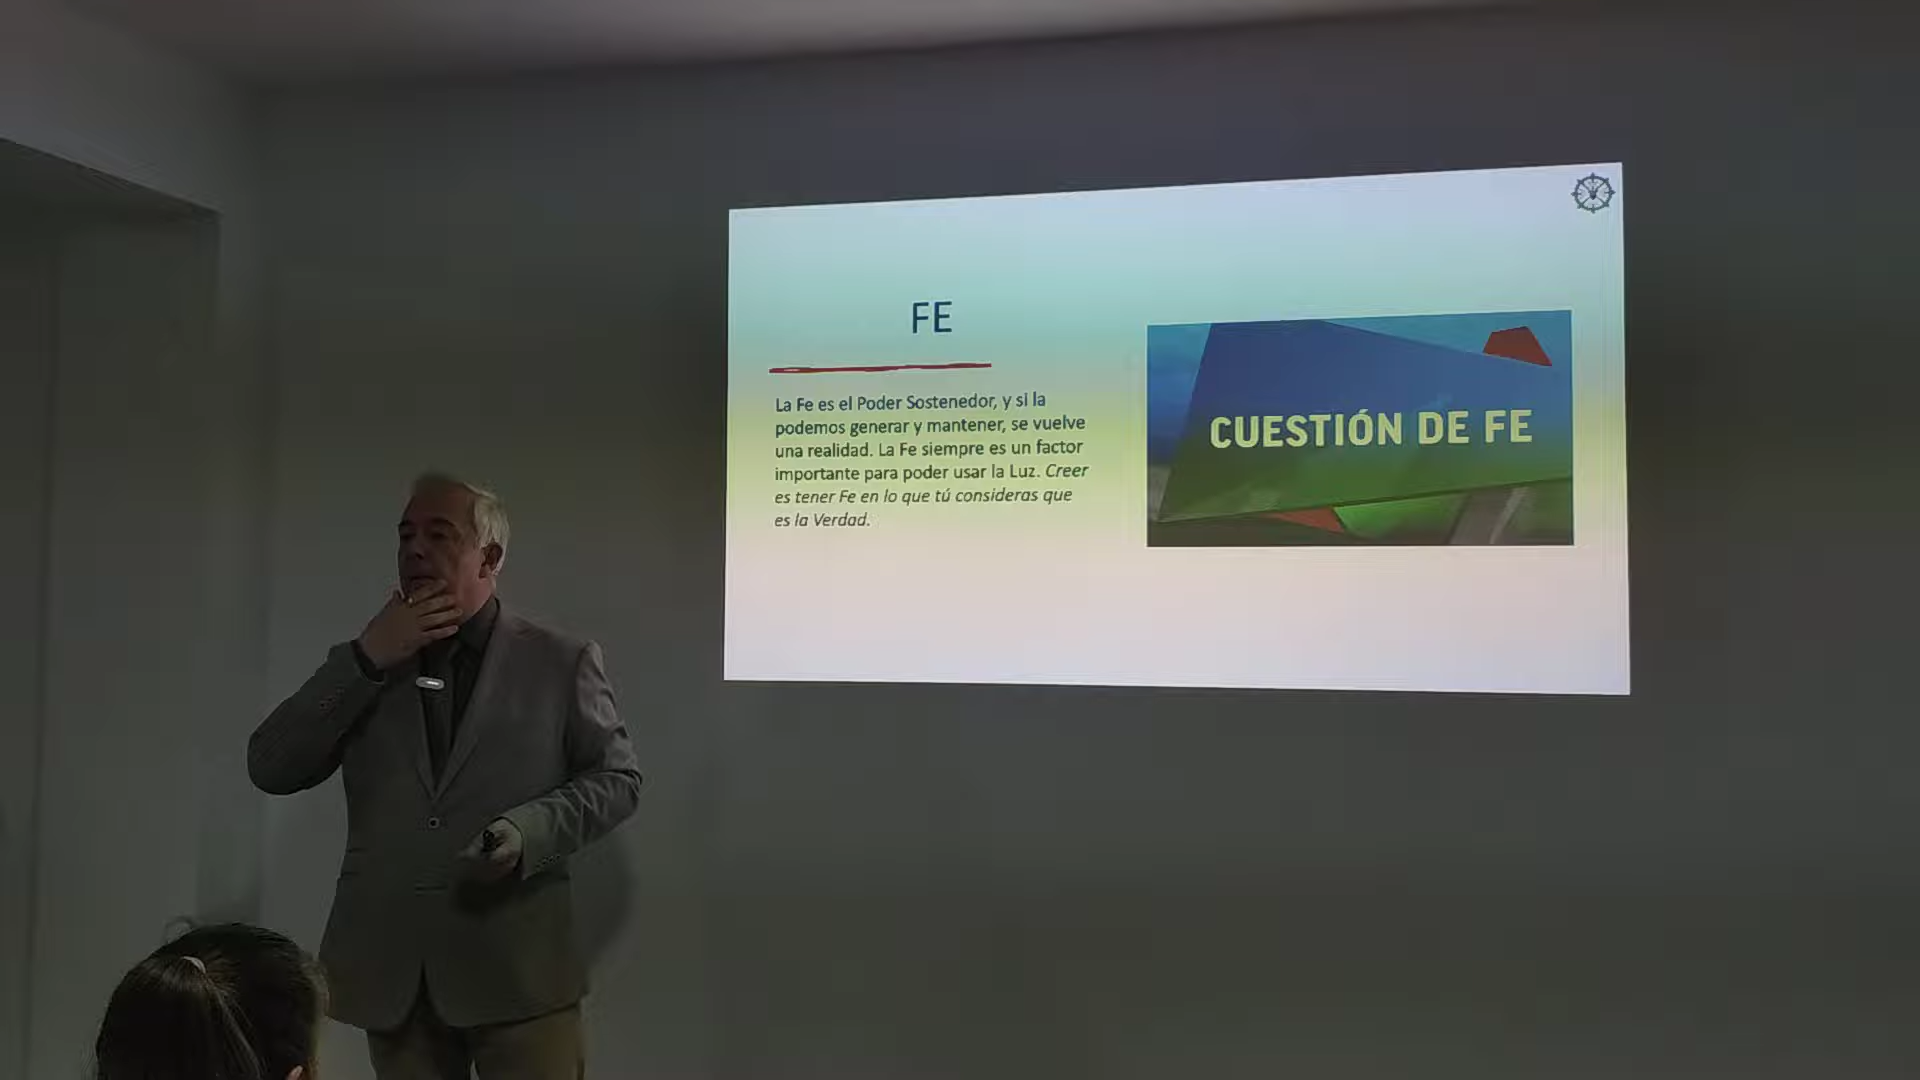 FE
La Fe es el Poder Sostenedor, y si la
podemos generar y mantener, se vuelve
una realidad. La Fe siempre es un factor
importante para poder usar la Luz. Creer
es tener Fe en lo que tú consideras que
es la Verdad.
CUESTIÓN DE FE